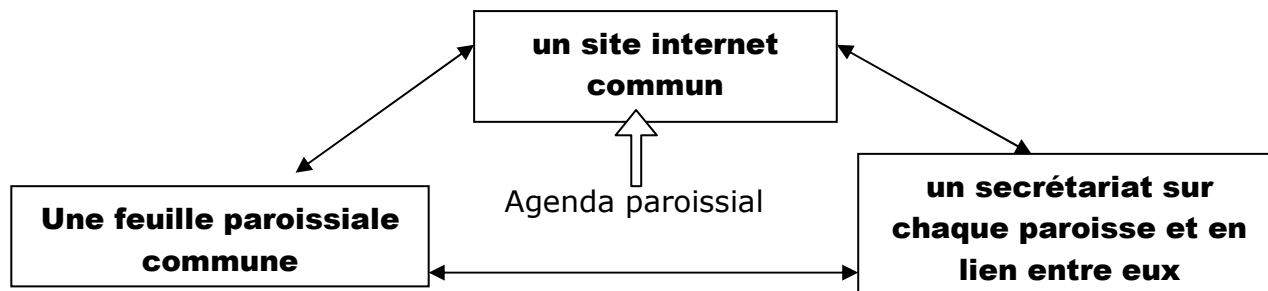 un site internet
commun
Agenda paroissial
Une feuille paroissiale
commune
un secrétariat sur
chaque paroisse et en
lien entre eux